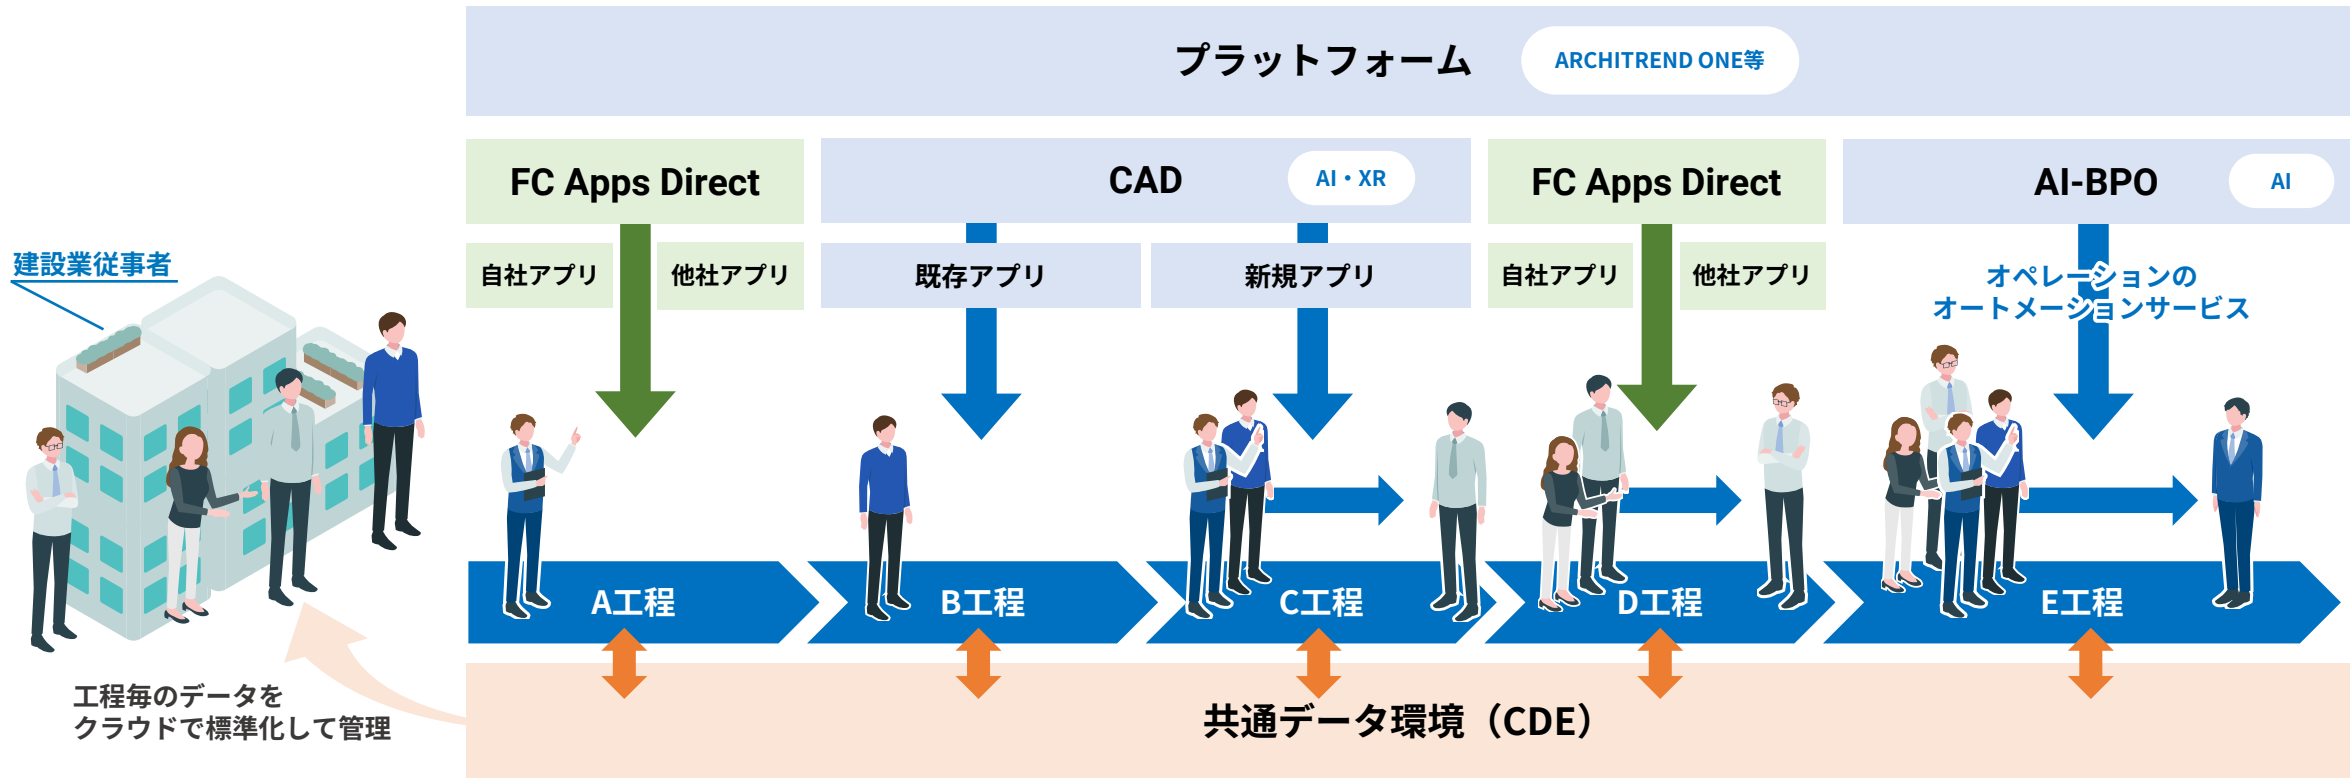 プラットフォーム
ARCHITREND ONE等
FC Apps Direct
CAD
AI・XR
FC Apps Direct
AI-BPO
AI
自社アプリ
他社アプリ
既存アプリ
新規アプリ
自社アプリ
他社アプリ
オペレーションの
オートメーションサービス
建設業従事者
A工程
B工程
C工程
D工程
E工程
工程毎のデータを
クラウドで標準化して管理
共通データ環境（CDE）